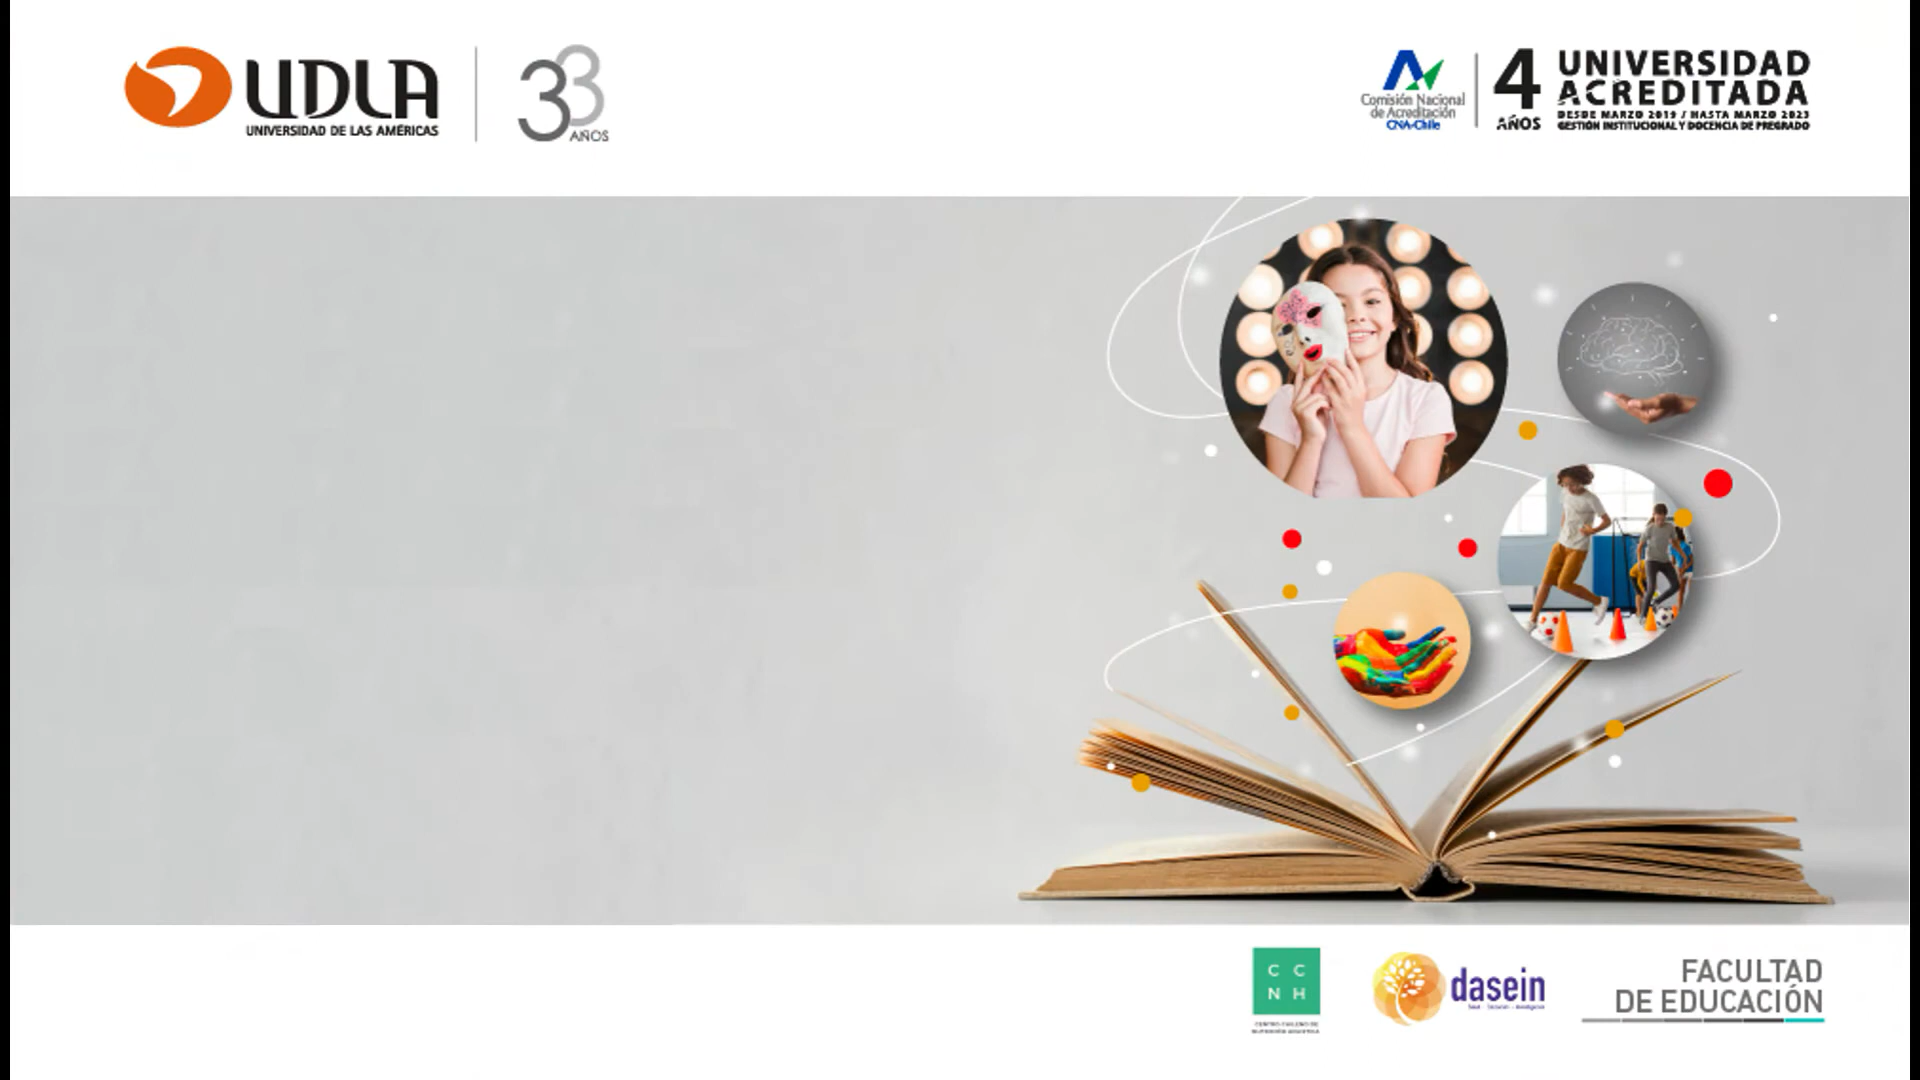 UDLA
UNIVERSIDAD DE LAS AMÉRICAS
33
AÑOS
Comisión Nacional
de Acreditación
CNA-Chile
4
AÑOS
UNIVERSIDAD
ACREDITADA
DESDE MARZO 2019 / HASTA MARZO 2023
GESTIÓN INSTITUCIONAL Y DOCENCIA DE PREGRADO
C C
N H
dasein
FACULTAD
DE EDUCACIÓN